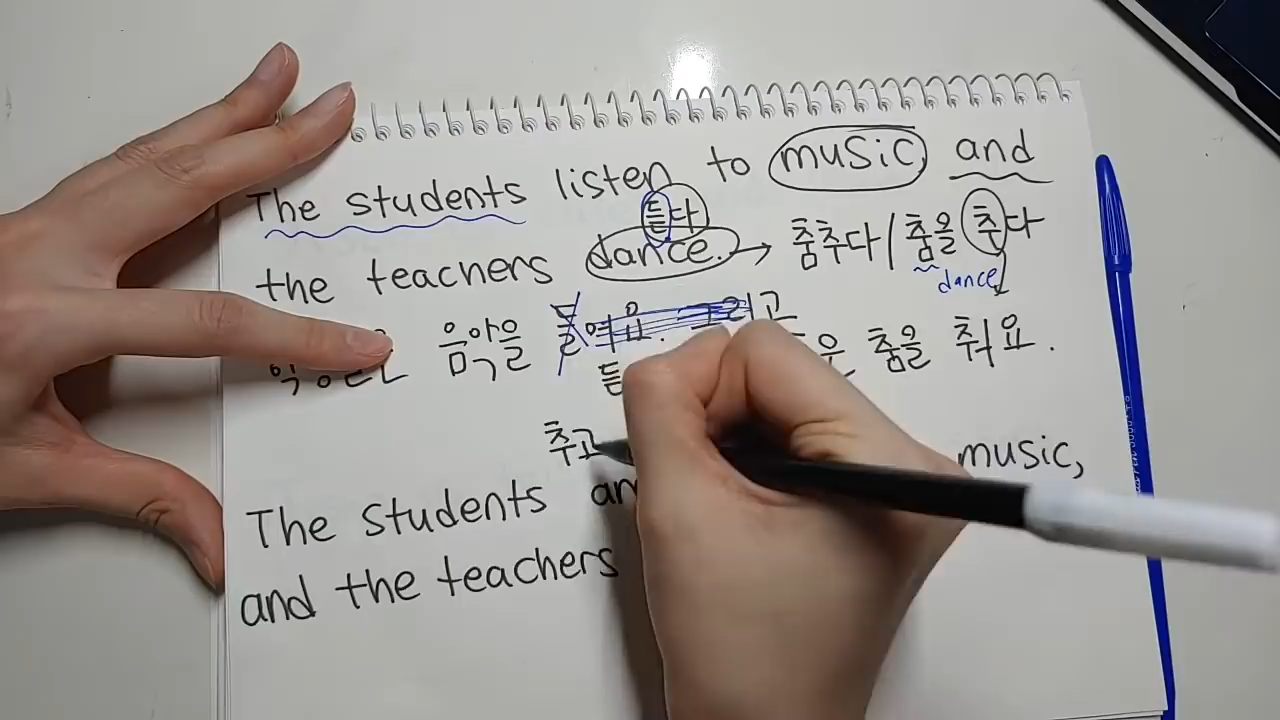 The students listen to music and
듣다
the teachers dance. → 춤추다 / 춤을 추다
dance
음악을 들어요. 그리고
춤을 춰요.
추고
music,
The students
and the teachers